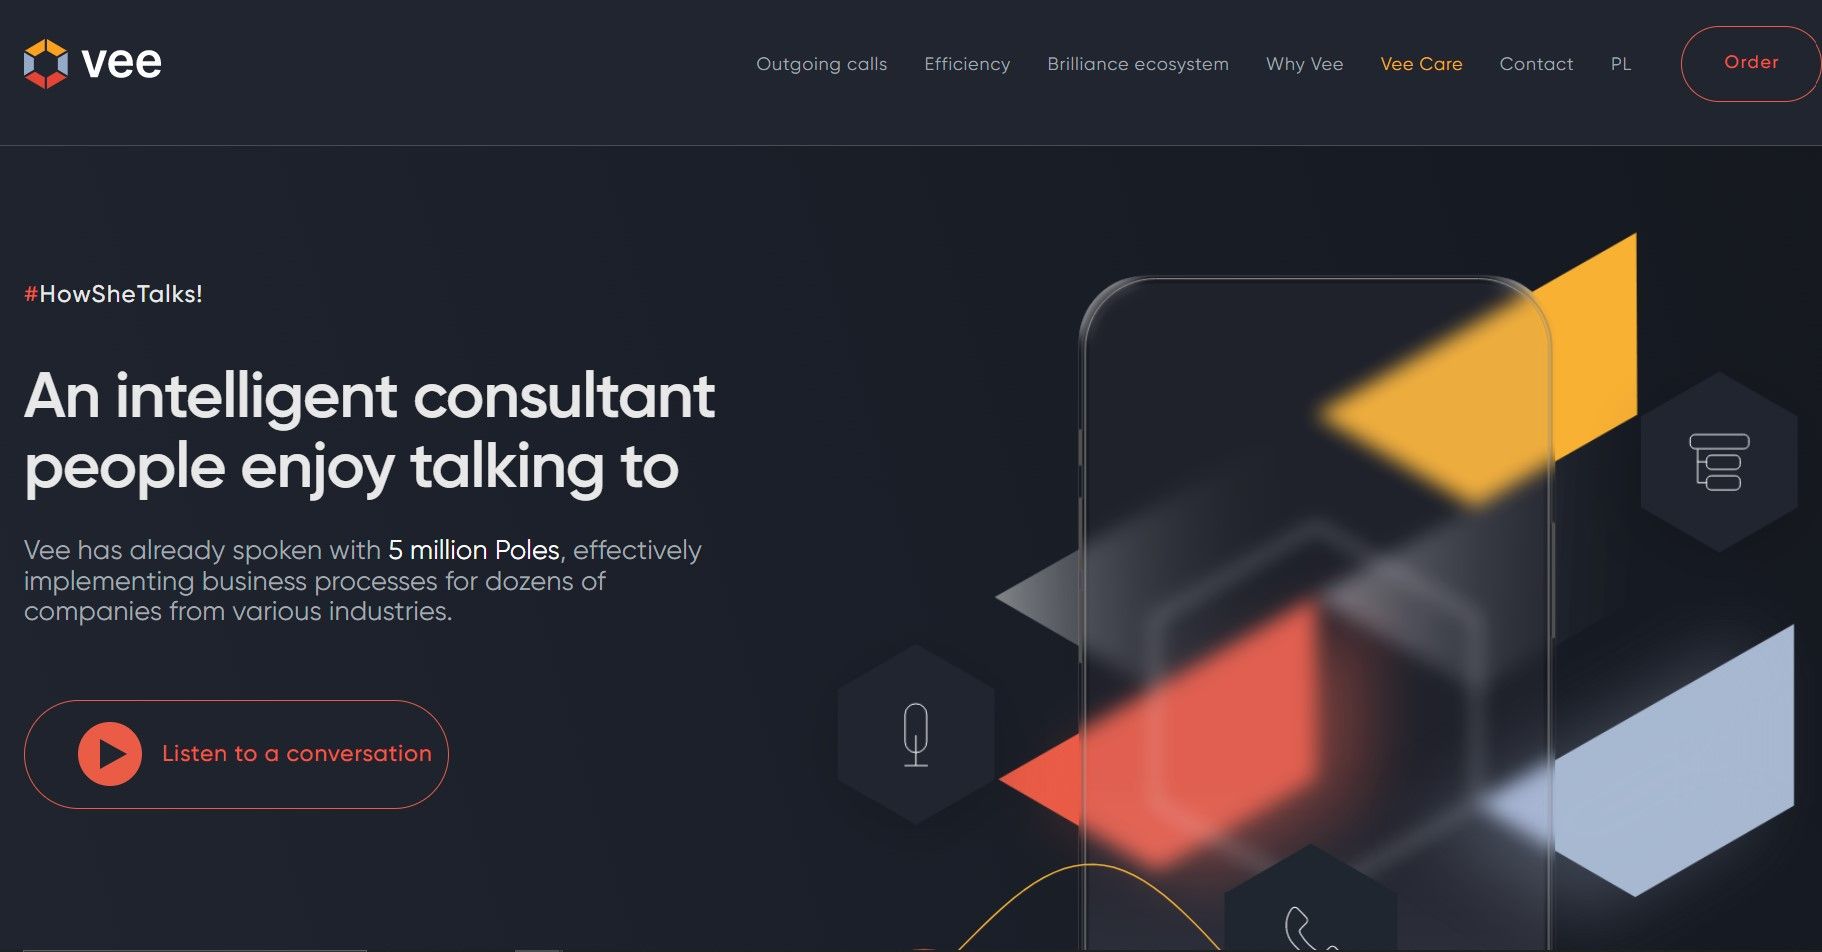 vee
Outgoing calls
Efficiency
Brilliance ecosystem
Why Vee
Vee Care
Contact
PL
Order
#HowSheTalks!
An intelligent consultant
people enjoy talking to
Vee has already spoken with 5 million Poles, effectively
implementing business processes for dozens of
companies from various industries.
Listen to a conversation